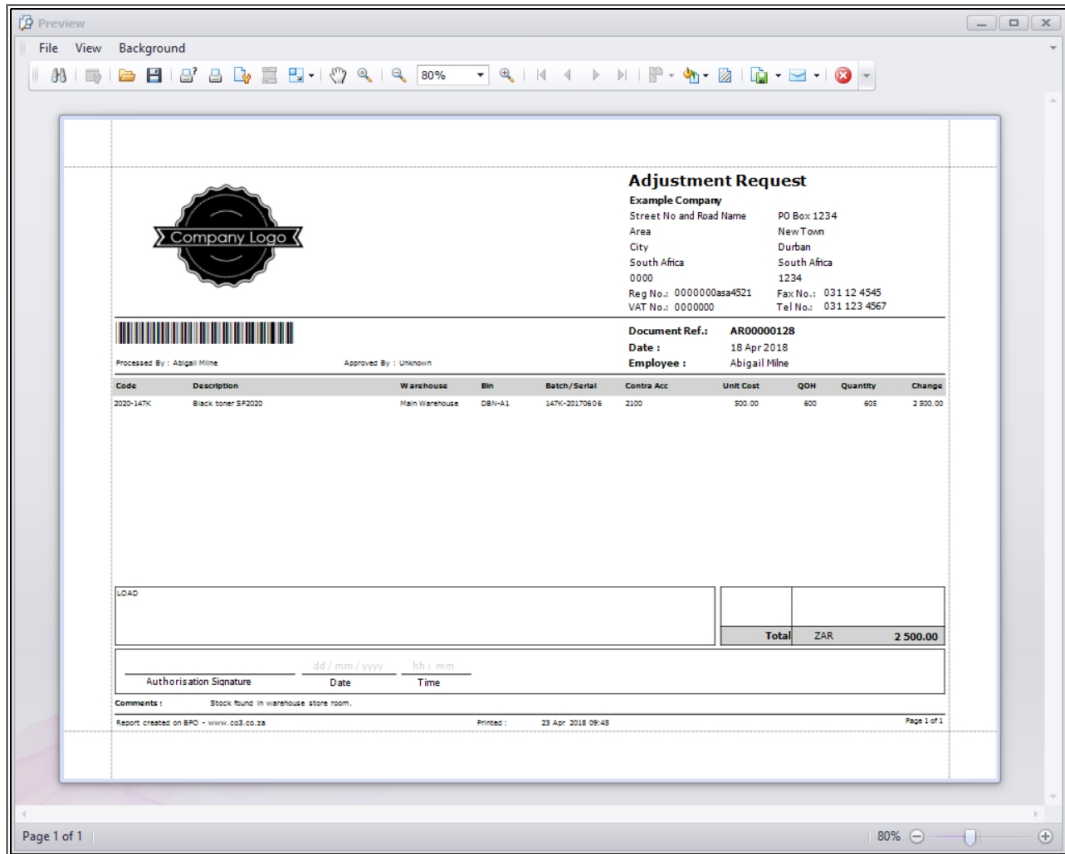 Preview
File View Background
80%
Company Logo
Adjustment Request
Example Company
Street No and Road Name PO Box 1234
Area New Town
City Durban
South Africa South Africa
0000 1234
Reg No.: 0000000asa4521 Fax No.: 031 12 4545
VAT No.: 0000000 Tel No.: 031 123 4567
Document Ref.: AR00000128
Date : 18 Apr 2018
Processed By : Abigail Milne Approved By : Unknown Employee : Abigail Milne
Code Description Warehouse Bin Batch/Serial Contra Acc Unit Cost QOH Quantity Change
2020-147K Black toner SP2020 Main Warehouse DBN-A1 147K-20170606 2100 500.00 600 605 2 500.00
LOAD
Total ZAR 2 500.00
dd / mm / yyyy hh : mm
Authorisation Signature Date Time
Comments : Stock found in warehouse store room.
Report created on BPO - www.co3.co.za Printed : 23 Apr 2018 09:45 Page 1 of 1
Page 1 of 1 80%